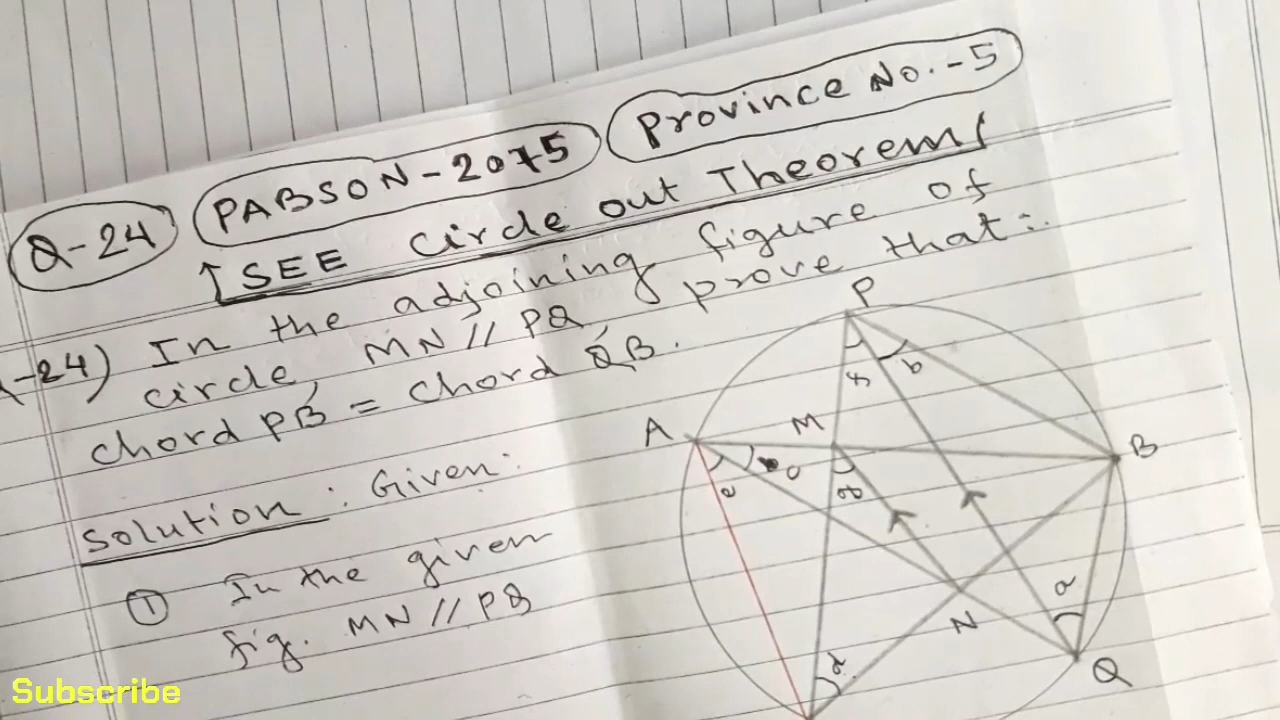 Q-24 PABSON-2075 Province No.-5
SEE Circle out Theorem
-24) In the adjoining figure of
circle, MN // PQ prove that:-
chord PB = chord QB.
P
b
A
M
B
c
Solution: Given:
① In the given
fig. MN // PQ
a
N
d
Q
Subscribe